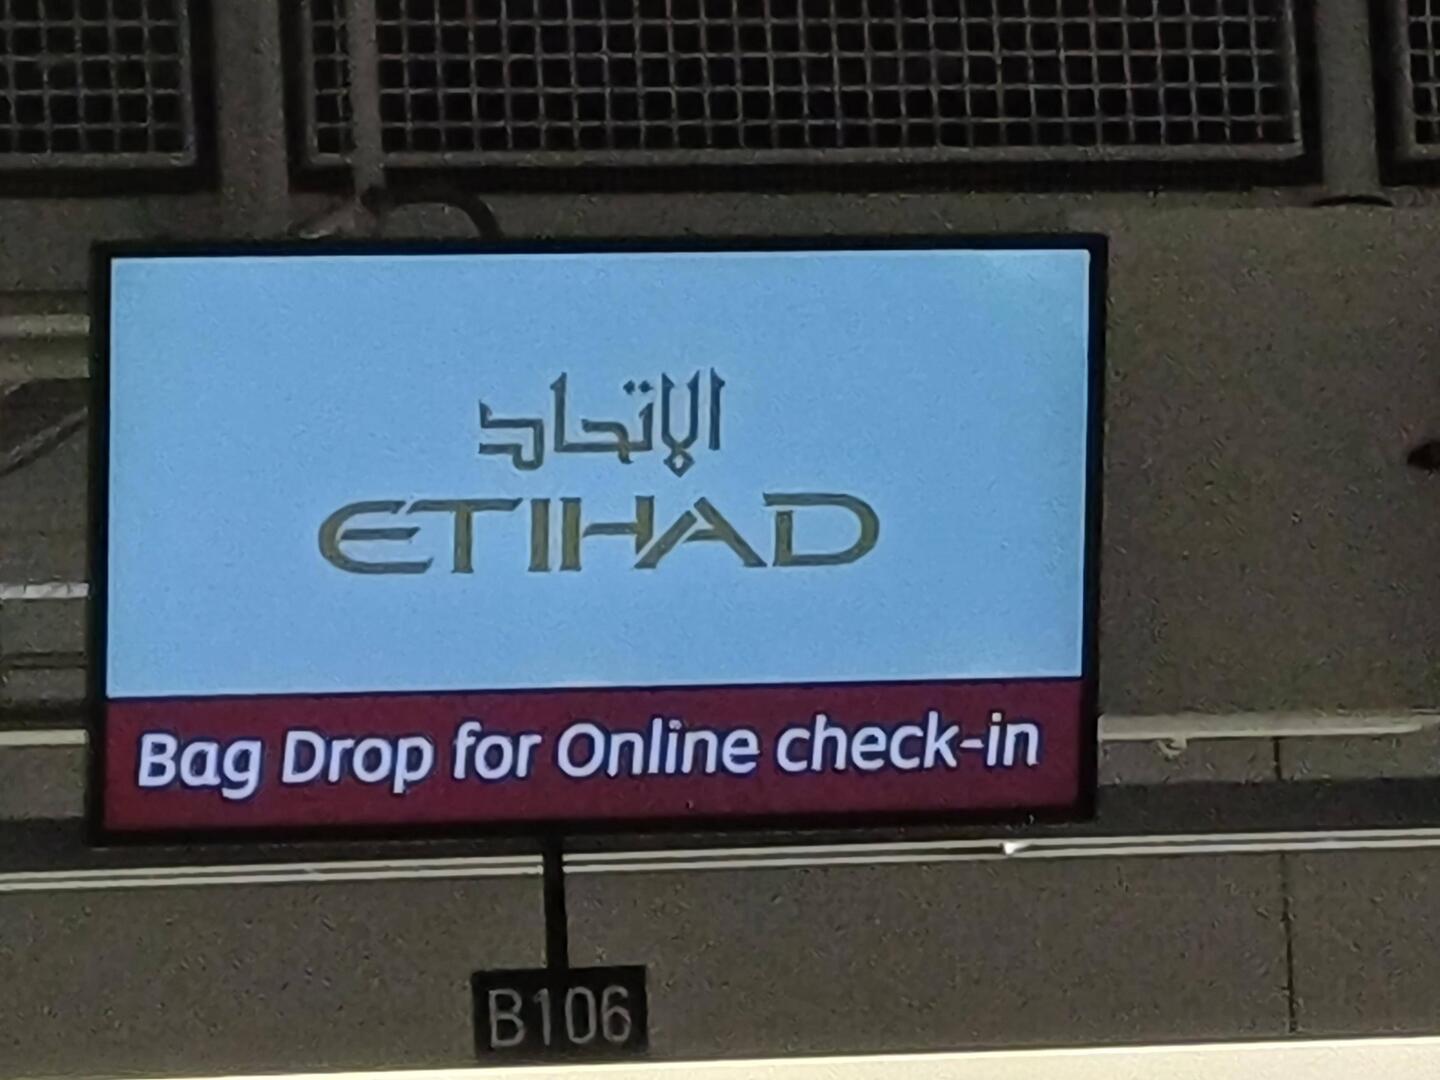 الاتحاد
ETIHAD
Bag Drop for Online check-in
B106